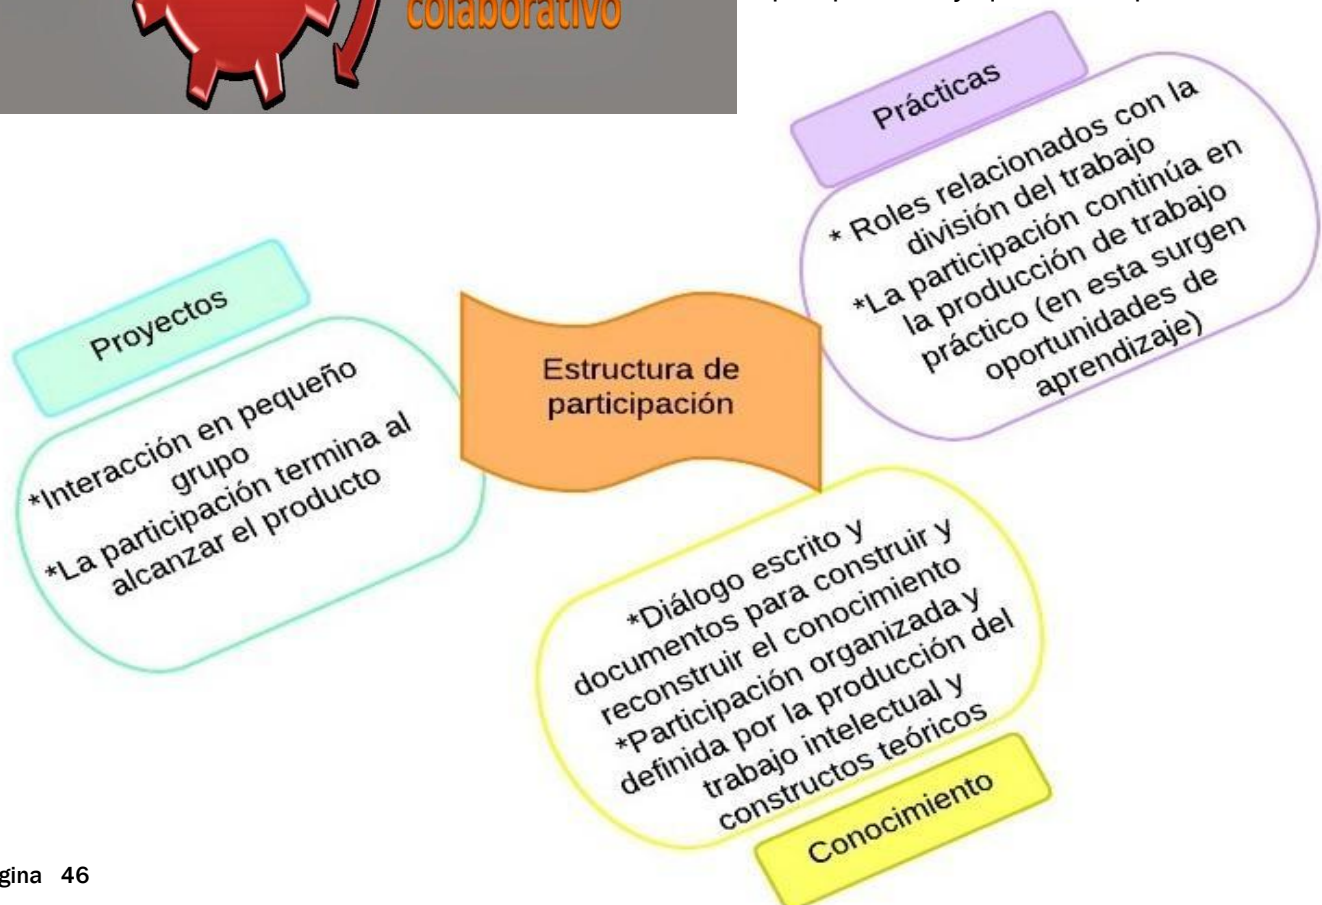 colaborativo
Prácticas
* Roles relacionados con la
división del trabajo
*La participación continúa en
la producción de trabajo
práctico (en esta surgen
oportunidades de
aprendizaje)
Proyectos
*Interacción en pequeño
grupo
*La participación termina al
alcanzar el producto
Estructura de
participación
*Diálogo escrito y
documentos para construir y
reconstruir el conocimiento
*Participación organizada y
definida por la producción del
trabajo intelectual y
constructos teóricos
Conocimiento
gina 46